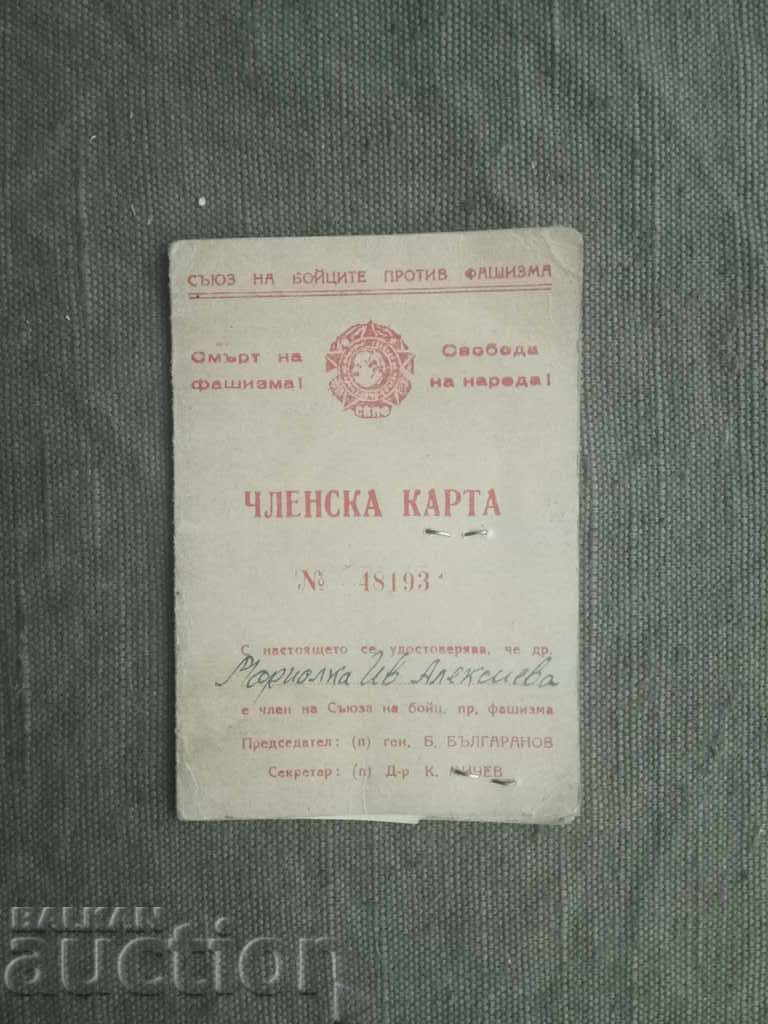 СЪЮЗ НА БОЙЦИТЕ ПРОТИВ ФАШИЗМА
Смърт на фашизма!
Свобода на народа!
СБПФ
ЧЛЕНСКА КАРТА
№ 48193
С настоящето се удостоверява, че др.
Мариолка Ив Алексиева
е член на Съюза на бойц. пр. фашизма
Председател: (п) ген. Б. БЪЛГАРАНОВ
Секретар: (п) Д-р К.
BALKAN
auction